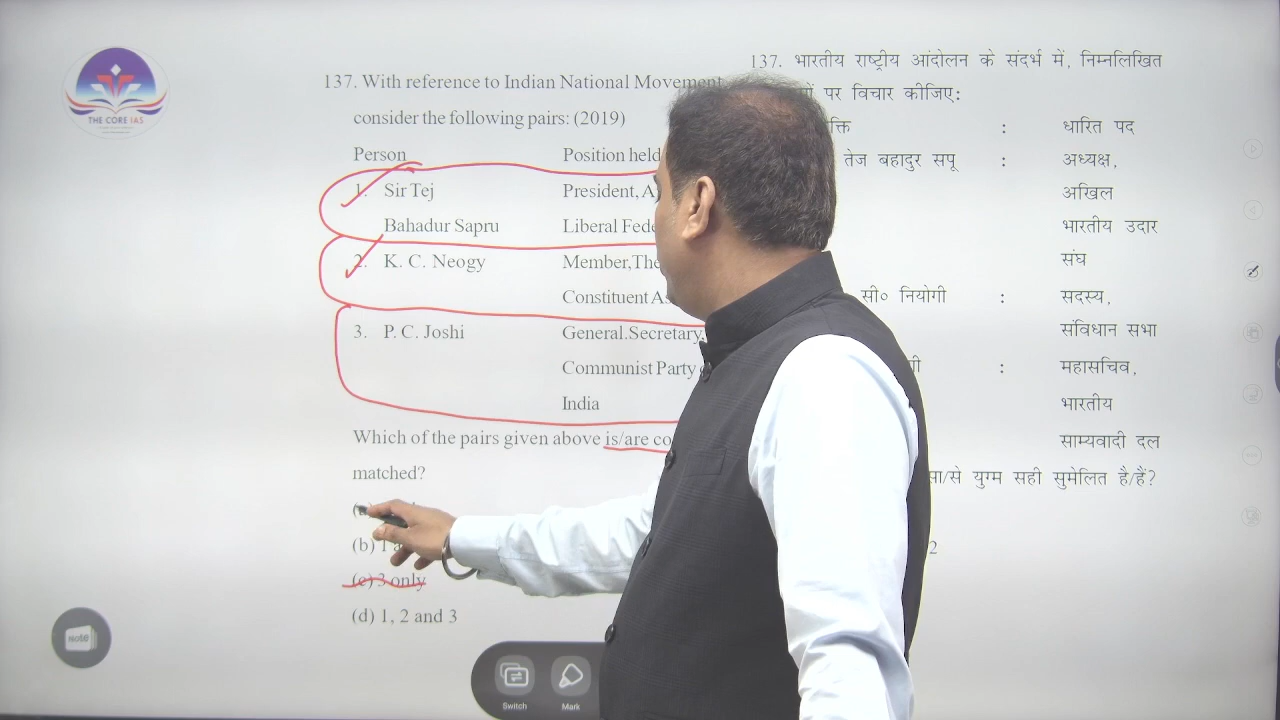 THE CORE IAS
137. With reference to Indian National Movement
consider the following pairs: (2019)
Person Position held
1. Sir Tej President,
Bahadur Sapru Liberal
2. K. C. Neogy Member, The
Constituent
3. P. C. Joshi General.Secretary,
Communist Party
India
Which of the pairs given above is/are
matched?
(b) 1
(c) 3 only
(d) 1, 2 and 3
137. भारतीय राष्ट्रीय आंदोलन के संदर्भ में, निम्नलिखित
पर विचार कीजिए:
: धारित पद
तेज बहादुर सपू : अध्यक्ष,
अखिल
भारतीय उदार
संघ
सी० नियोगी : सदस्य,
संविधान सभा
: महासचिव,
भारतीय
साम्यवादी दल
युग्म सही सुमेलित है/हैं?
2
Note
Switch
Mark